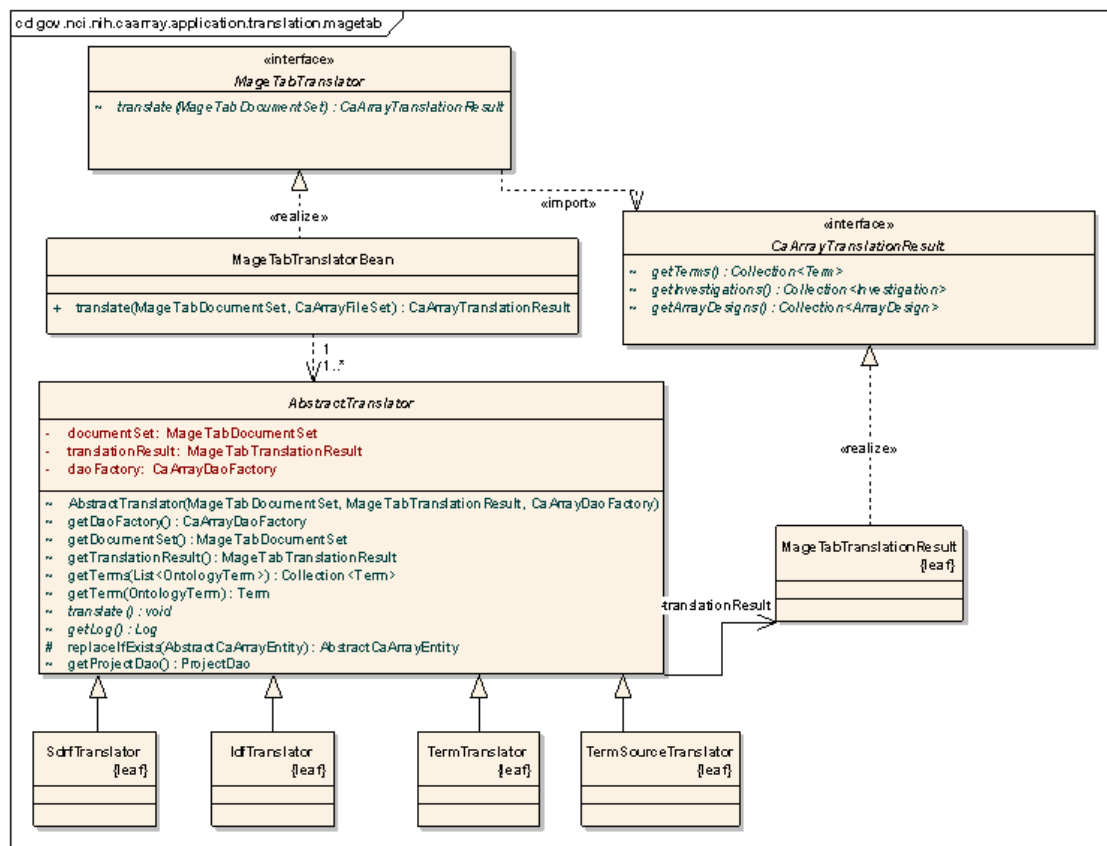 cd gov.nci.nih.caarray.application.translation.magetab
«interface»
MageTabTranslator
~ translate(MageTabDocumentSet) : CaArrayTranslationResult
«realize»
«import»
«interface»
CaArrayTranslationResult
~ getTerms() : Collection<Term>
~ getInvestigations() : Collection<Investigation>
~ getArrayDesigns() : Collection<ArrayDesign>
MageTabTranslatorBean
+ translate(MageTabDocumentSet, CaArrayFileSet) : CaArrayTranslationResult
1
1..*
AbstractTranslator
- documentSet: MageTabDocumentSet
- translationResult: MageTabTranslationResult
- daoFactory: CaArrayDaoFactory
~ AbstractTranslator(MageTabDocumentSet, MageTabTranslationResult, CaArrayDaoFactory)
~ getDaoFactory() : CaArrayDaoFactory
~ getDocumentSet() : MageTabDocumentSet
~ getTranslationResult() : MageTabTranslationResult
~ getTerms(List<OntologyTerm>) : Collection<Term>
~ getTerm(OntologyTerm) : Term
~ translate() : void
~ getLog() : Log
# replaceIfExists(AbstractCaArrayEntity) : AbstractCaArrayEntity
~ getProjectDao() : ProjectDao
«realize»
MageTabTranslationResult
{leaf}
-translationResult
SdrfTranslator
{leaf}
IdfTranslator
{leaf}
TermTranslator
{leaf}
TermSourceTranslator
{leaf}